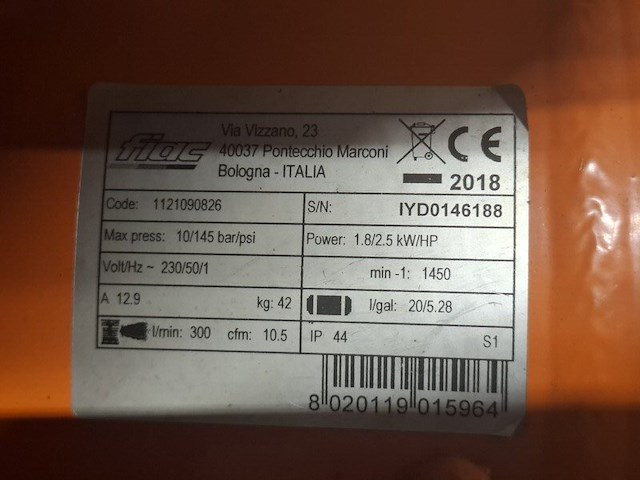 fiac
Via Vizzano, 23
40037 Pontecchio Marconi
Bologna - ITALIA
CE
2018
Code: 1121090826
S/N: IYD0146188
Max press: 10/145 bar/psi
Power: 1.8/2.5 kW/HP
Volt/Hz ~ 230/50/1
min -1: 1450
A 12.9 kg: 42
l/gal: 20/5.28
l/min: 300 cfm: 10.5
IP 44 S1
8 020119 015964